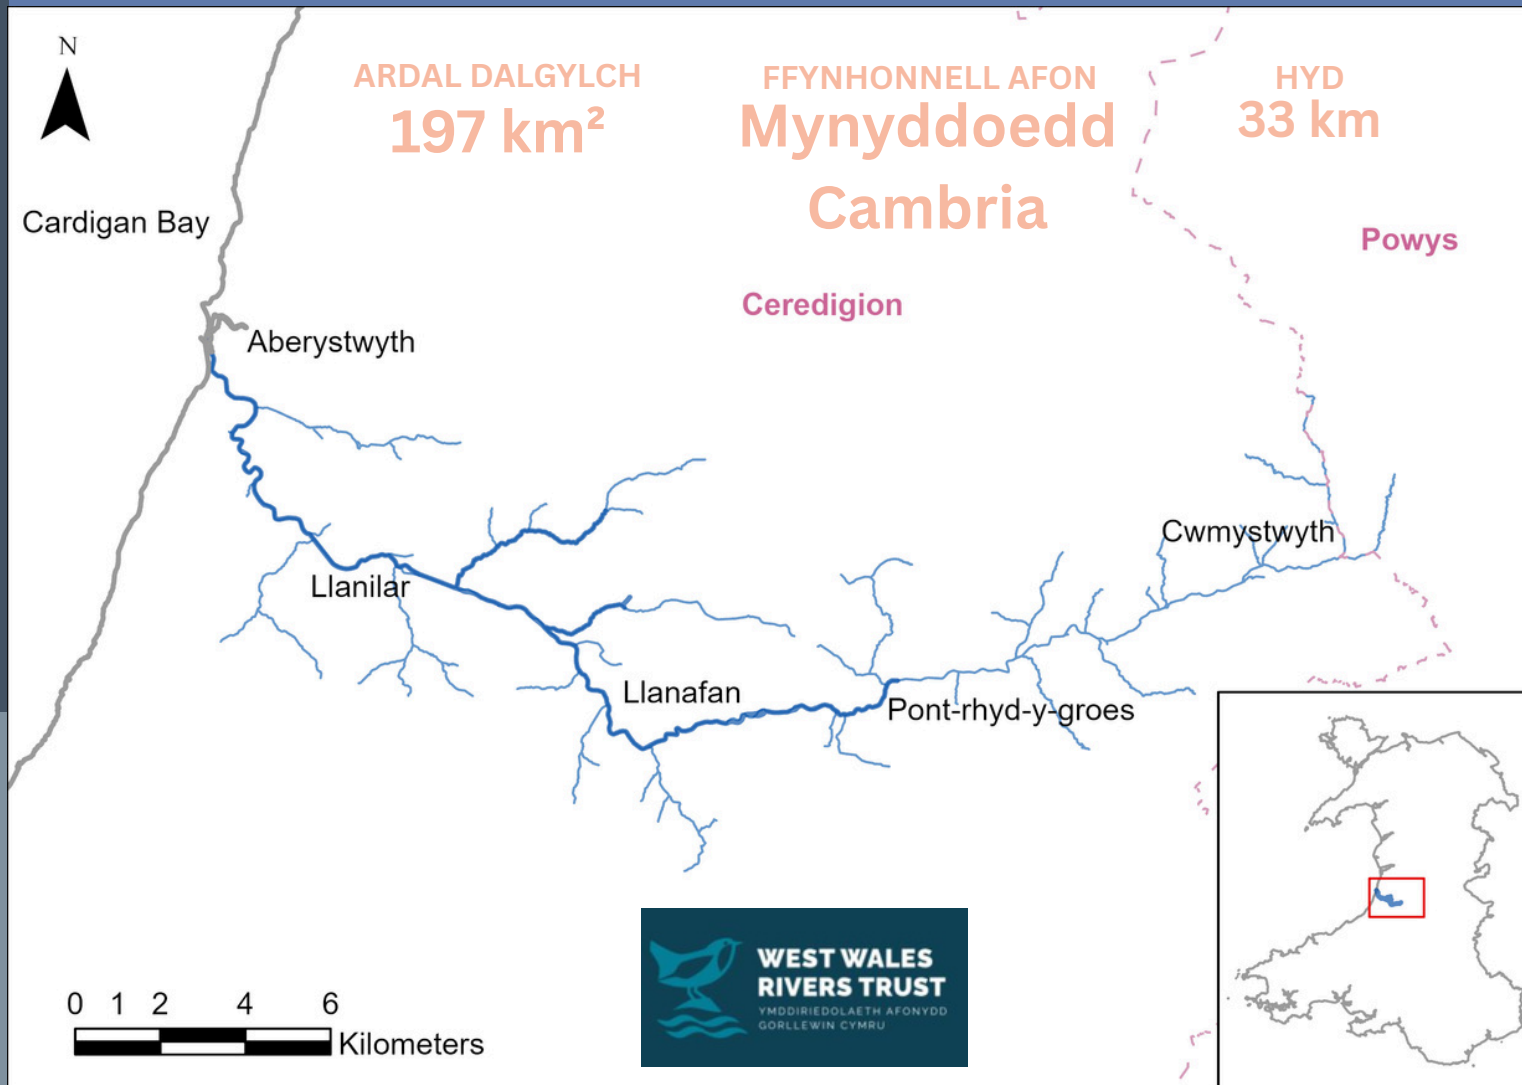 N
ARDAL DALGYLCH
197 km²
FFYNHONNELL AFON
Mynyddoedd
Cambria
HYD
33 km
Cardigan Bay
Powys
Ceredigion
Aberystwyth
Cwmystwyth
Llanilar
Llanafan
Pont-rhyd-y-groes
0 1 2 4 6
Kilometers
WEST WALES
RIVERS TRUST
YMDDIRIEDOLAETH AFONYDD
GORLLEWIN CYMRU